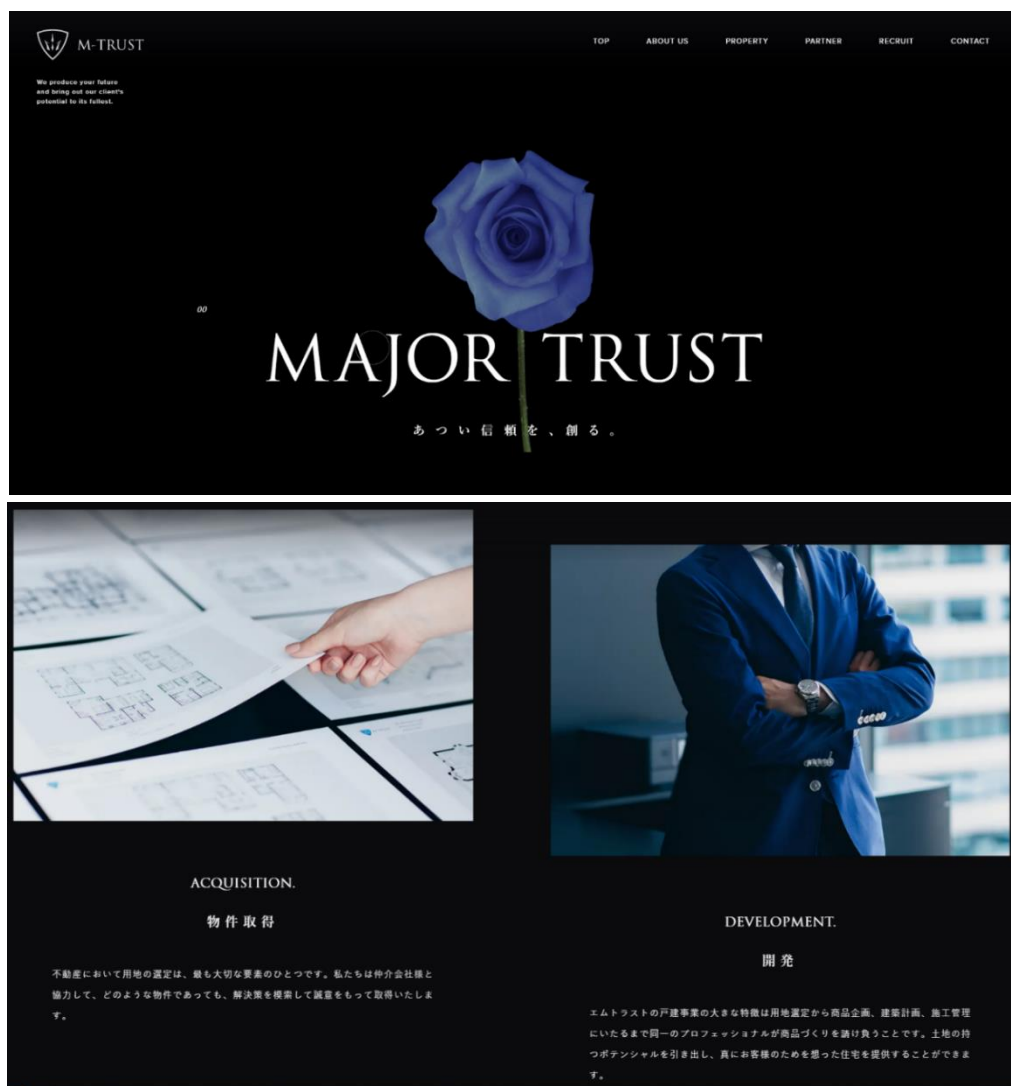 M-TRUST
TOP ABOUT US PROPERTY PARTNER RECRUIT CONTACT
We produce your future
and bring out our client's
potential to its fullest.
00
MAJOR TRUST
あつい信頼を、創る。
ACQUISITION.
物件取得
不動産において用地の選定は、最も大切な要素のひとつです。私たちは仲介会社様と
協力して、どのような物件であっても、解決策を模索して誠意をもって取得いたしま
す。
DEVELOPMENT.
開発
エムトラストの戸建事業の大きな特徴は用地選定から商品企画、建築計画、施工管理
にいたるまで同一のプロフェッショナルが商品づくりを請け負うことです。土地の持
つポテンシャルを引き出し、真にお客様のためを想った住宅を提供することができま
す。